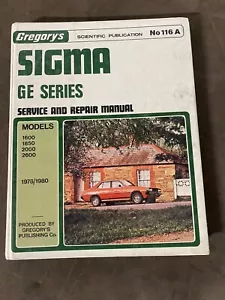 Gregorys
SCIENTIFIC PUBLICATION
No 116 A
SIGMA
GE SERIES
SERVICE AND REPAIR MANUAL
MODELS
1600
1850
2000
2600
1978/1980
PRODUCED BY
GREGORY'S
PUBLISHING Co.